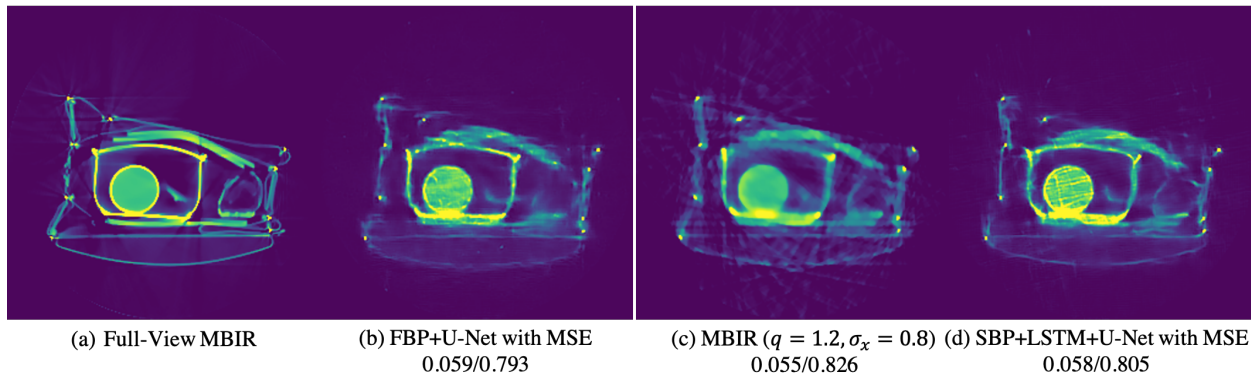 (a) Full-View MBIR
(b) FBP+U-Net with MSE
0.059/0.793
(c) MBIR (𝑞 = 1.2, 𝜎ₓ = 0.8)
0.055/0.826
(d) SBP+LSTM+U-Net with MSE
0.058/0.805